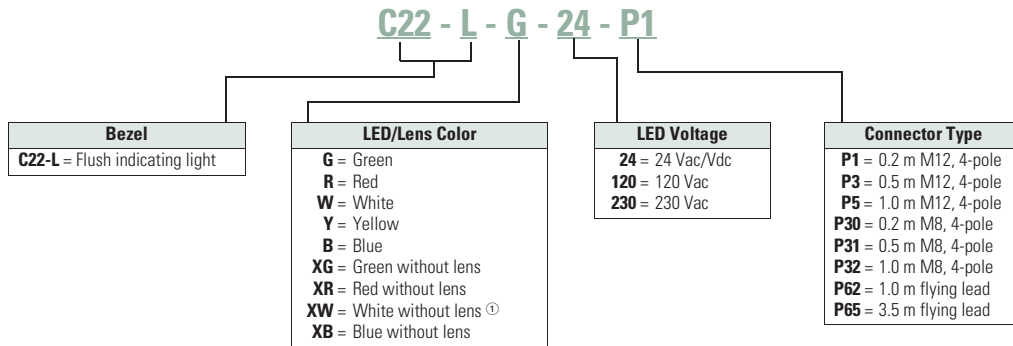 C22 - L - G - 24 - P1
Bezel
C22-L = Flush indicating light
LED/Lens Color
G = Green
R = Red
W = White
Y = Yellow
B = Blue
XG = Green without lens
XR = Red without lens
XW = White without lens ①
XB = Blue without lens
LED Voltage
24 = 24 Vac/Vdc
120 = 120 Vac
230 = 230 Vac
Connector Type
P1 = 0.2 m M12, 4-pole
P3 = 0.5 m M12, 4-pole
P5 = 1.0 m M12, 4-pole
P30 = 0.2 m M8, 4-pole
P31 = 0.5 m M8, 4-pole
P32 = 1.0 m M8, 4-pole
P62 = 1.0 m flying lead
P65 = 3.5 m flying lead